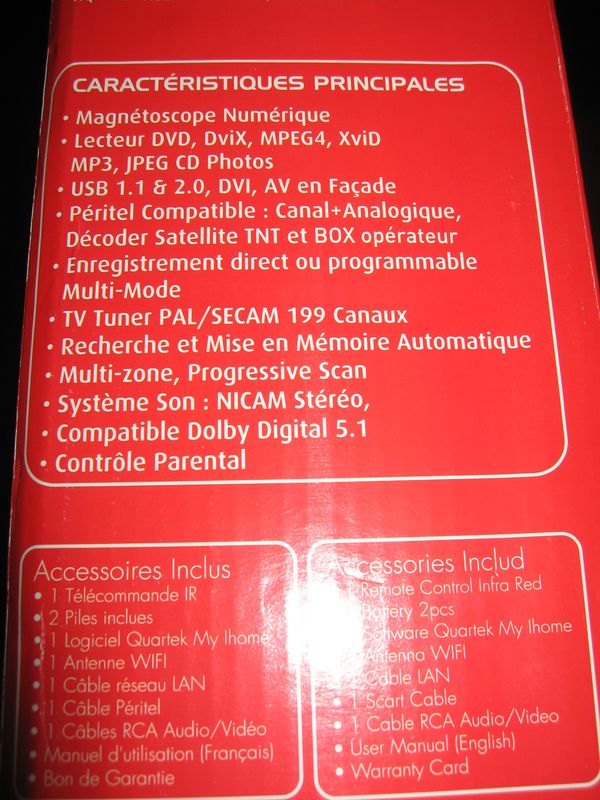 CARACTÉRISTIQUES PRINCIPALES
• Magnétoscope Numérique
• Lecteur DVD, DviX, MPEG4, XviD
MP3, JPEG CD Photos
• USB 1.1 & 2.0, DVI, AV en Façade
• Péritel Compatible : Canal+Analogique,
Décoder Satellite TNT et BOX opérateur
• Enregistrement direct ou programmable
Multi-Mode
• TV Tuner PAL/SECAM 199 Canaux
• Recherche et Mise en Mémoire Automatique
• Multi-zone, Progressive Scan
• Système Son : NICAM Stéréo,
• Compatible Dolby Digital 5.1
• Contrôle Parental
Accessoires Inclus
• 1 Télécommande IR
• 2 Piles inclues
• 1 Logiciel Quartek My Ihome
• 1 Antenne WIFI
• 1 Câble réseau LAN
• 1 Câble Péritel
• 1 Câbles RCA Audio/Vidéo
• Manuel d'utilisation (Français)
• Bon de Garantie
Accessories Includ
Remote Control Infra Red
Battery 2pcs
Software Quartek My Ihome
Antenna WIFI
Cable LAN
• 1 Scart Cable
• 1 Cable RCA Audio/Video
• User Manual (English)
• Warranty Card